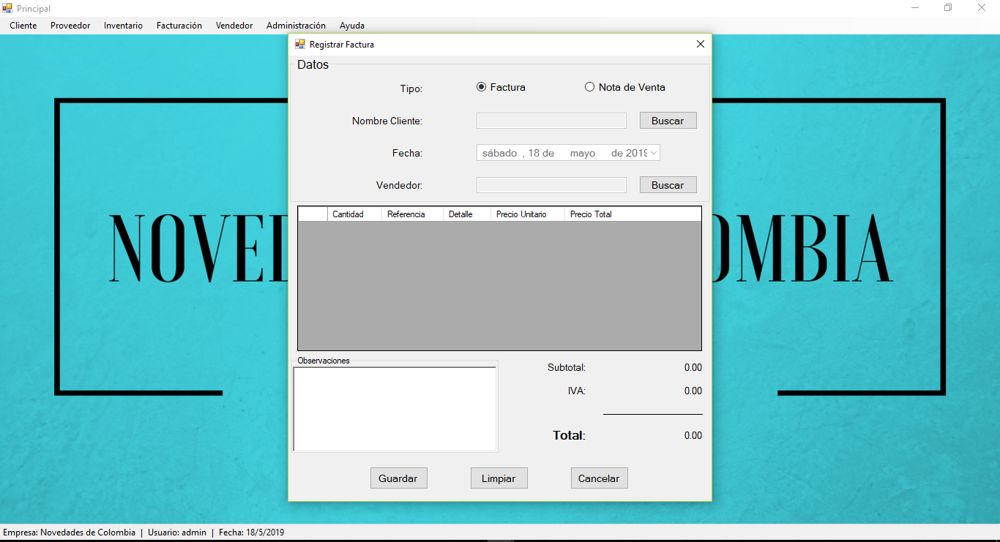 Principal
Cliente Proveedor Inventario Facturación Vendedor Administración Ayuda
Registrar Factura
Datos
Tipo: Factura Nota de Venta
Nombre Cliente: Buscar
Fecha: sábado , 18 de mayo de 2019
Vendedor: Buscar
NOVED OMBIA
Cantidad Referencia Detalle Precio Unitario Precio Total
Observaciones
Subtotal: 0.00
IVA: 0.00
Total: 0.00
Guardar Limpiar Cancelar
Empresa: Novedades de Colombia | Usuario: admin | Fecha: 18/5/2019